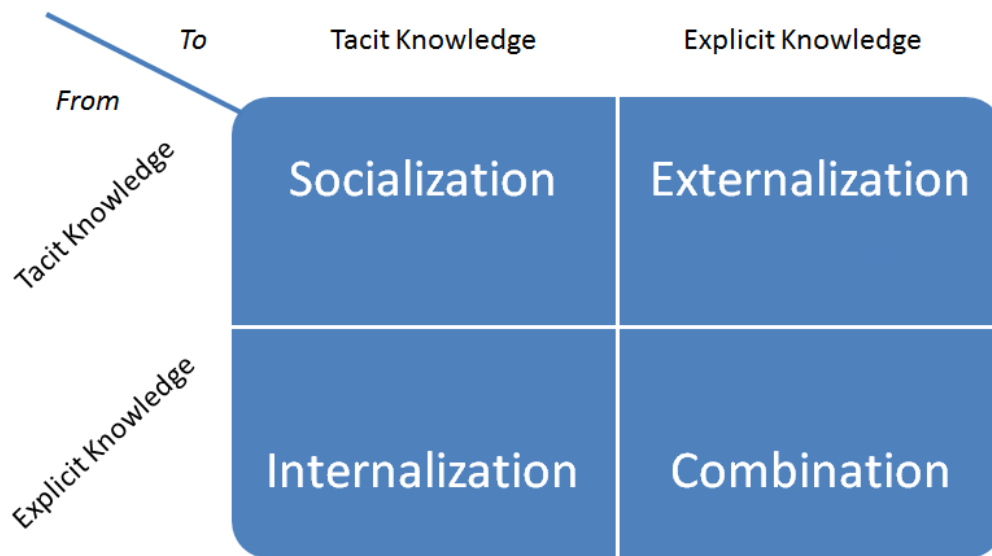 To Tacit Knowledge Explicit Knowledge
From
Tacit Knowledge
Socialization Externalization
Explicit Knowledge
Internalization Combination